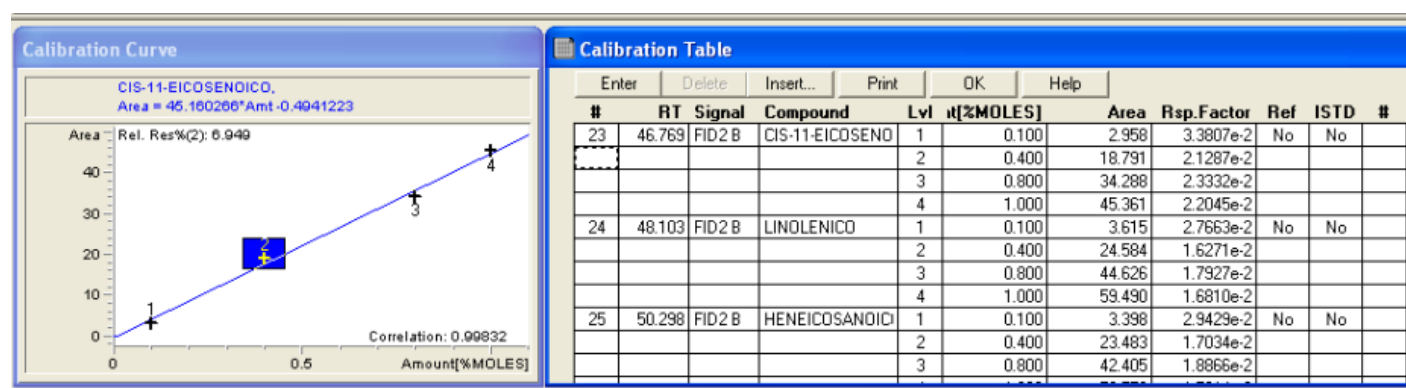 Calibration Curve
CIS-11-EICOSENOICO,
Area = 45.160266*Amt -0.4941223
Area Rel. Res%(2): 6.949
40
30
20
10
0
1
2
3
4
Correlation: 0.99832
0 0.5 Amount[%MOLES]
Calibration Table
Enter Delete Insert... Print OK Help
# RT Signal Compound Lvl ıt[%MOLES] Area Rsp.Factor Ref ISTD #
23 46.769 FID2 B CIS-11-EICOSENO 1 0.100 2.958 3.3807e-2 No No
2 0.400 18.791 2.1287e-2
3 0.800 34.288 2.3332e-2
4 1.000 45.361 2.2045e-2
24 48.103 FID2 B LINOLENICO 1 0.100 3.615 2.7663e-2 No No
2 0.400 24.584 1.6271e-2
3 0.800 44.626 1.7927e-2
4 1.000 59.490 1.6810e-2
25 50.298 FID2 B HENEICOSANOICI 1 0.100 3.398 2.9429e-2 No No
2 0.400 23.483 1.7034e-2
3 0.800 42.405 1.8866e-2